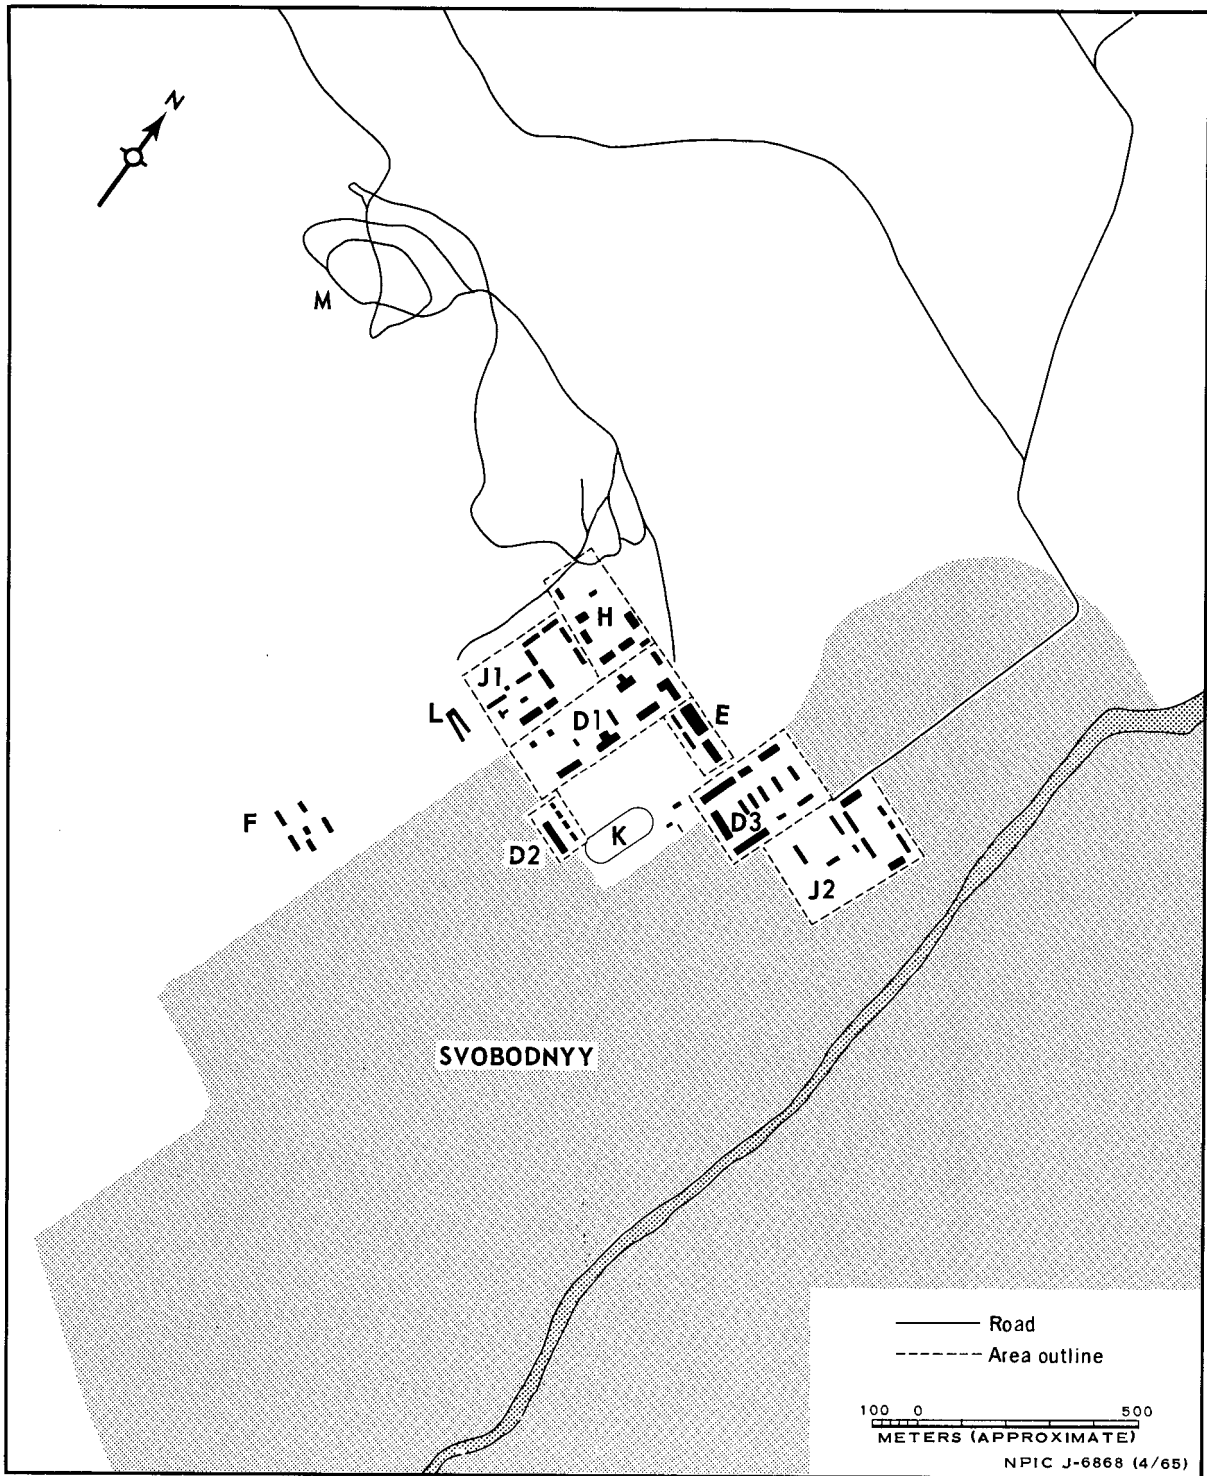 N
M
H
J1
L
D1
E
F
D2
K
D3
J2
SVOBODNYY
Road
Area outline
100 0 500
METERS (APPROXIMATE)
NPIC J-6868 (4/65)